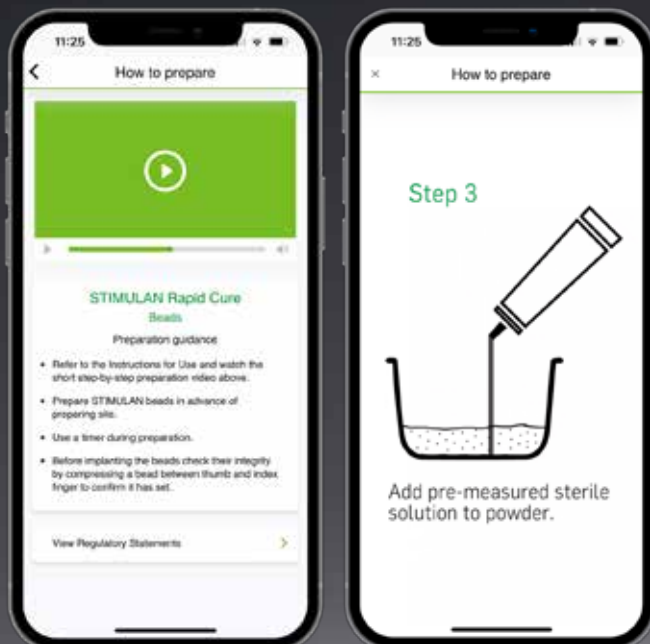 11:25
How to prepare
STIMULAN Rapid Cure
Beads
Preparation guidance
• Refer to the Instructions for Use and watch the
short step-by-step preparation video above.
• Prepare STIMULAN beads in advance of
preparing site.
• Use a timer during preparation.
• Before implanting the beads check their integrity
by compressing a bead between thumb and index
finger to confirm it has set.
View Regulatory Statements
11:25
How to prepare
Step 3
Add pre-measured sterile
solution to powder.